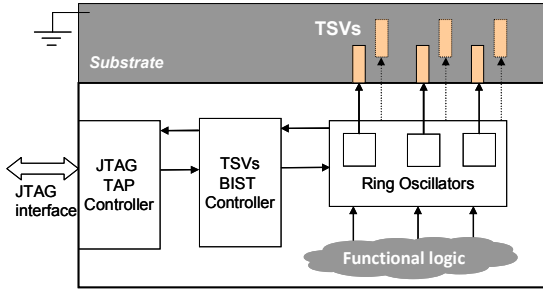 TSVs
Substrate
JTAG
TAP
Controller
TSVs
BIST
Controller
Ring Oscillators
JTAG
interface
Functional logic